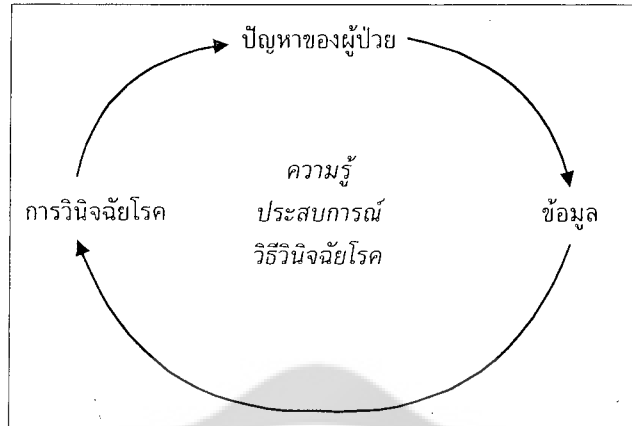 ปัญหาของผู้ป่วย
ความรู้
การวินิจฉัยโรค
ประสบการณ์
ข้อมูล
วิธีวินิจฉัยโรค